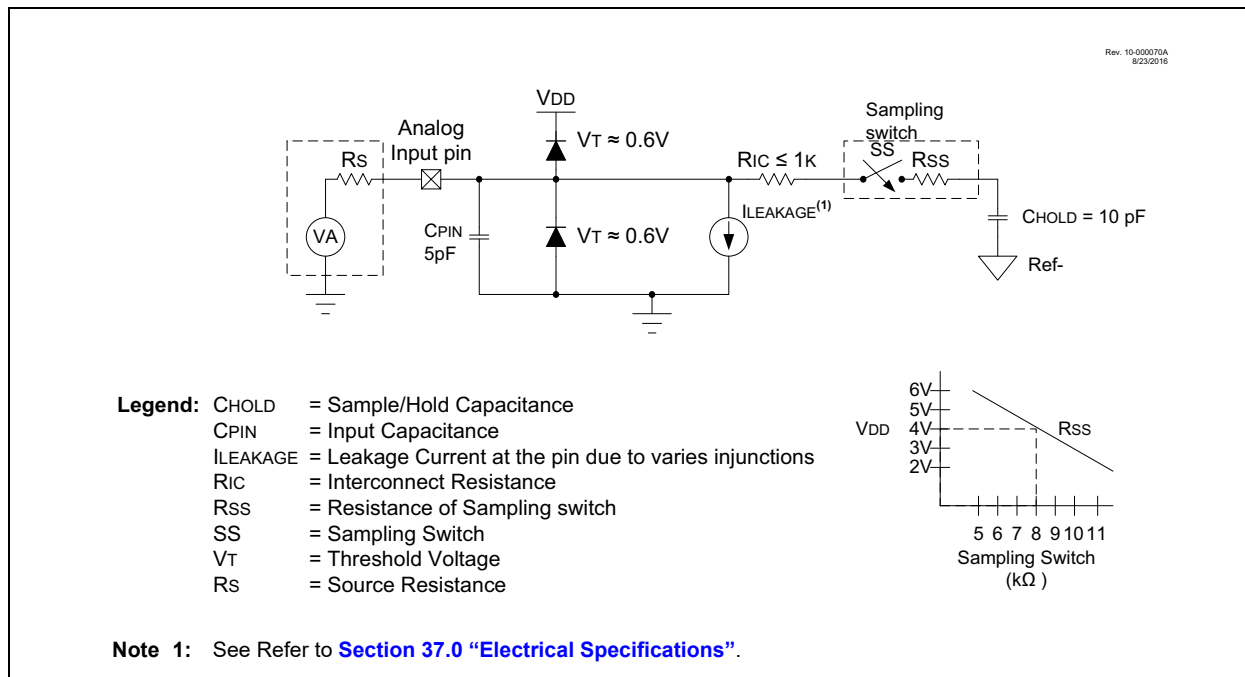 Rev. 10-000070A
8/23/2016
VDD
Sampling
switch
Analog
Input pin
VT ≈ 0.6V
RS
RIC ≤ 1K
SS
RSS
ILEAKAGE(1)
CHOLD = 10 pF
VA
CPIN
5pF
VT ≈ 0.6V
Ref-
Legend: CHOLD = Sample/Hold Capacitance
CPIN = Input Capacitance
ILEAKAGE = Leakage Current at the pin due to varies injunctions
RIC = Interconnect Resistance
RSS = Resistance of Sampling switch
SS = Sampling Switch
VT = Threshold Voltage
RS = Source Resistance
6V
5V
VDD 4V RSS
3V
2V
5 6 7 8 9 10 11
Sampling Switch
(kΩ )
Note 1: See Refer to Section 37.0 “Electrical Specifications”.